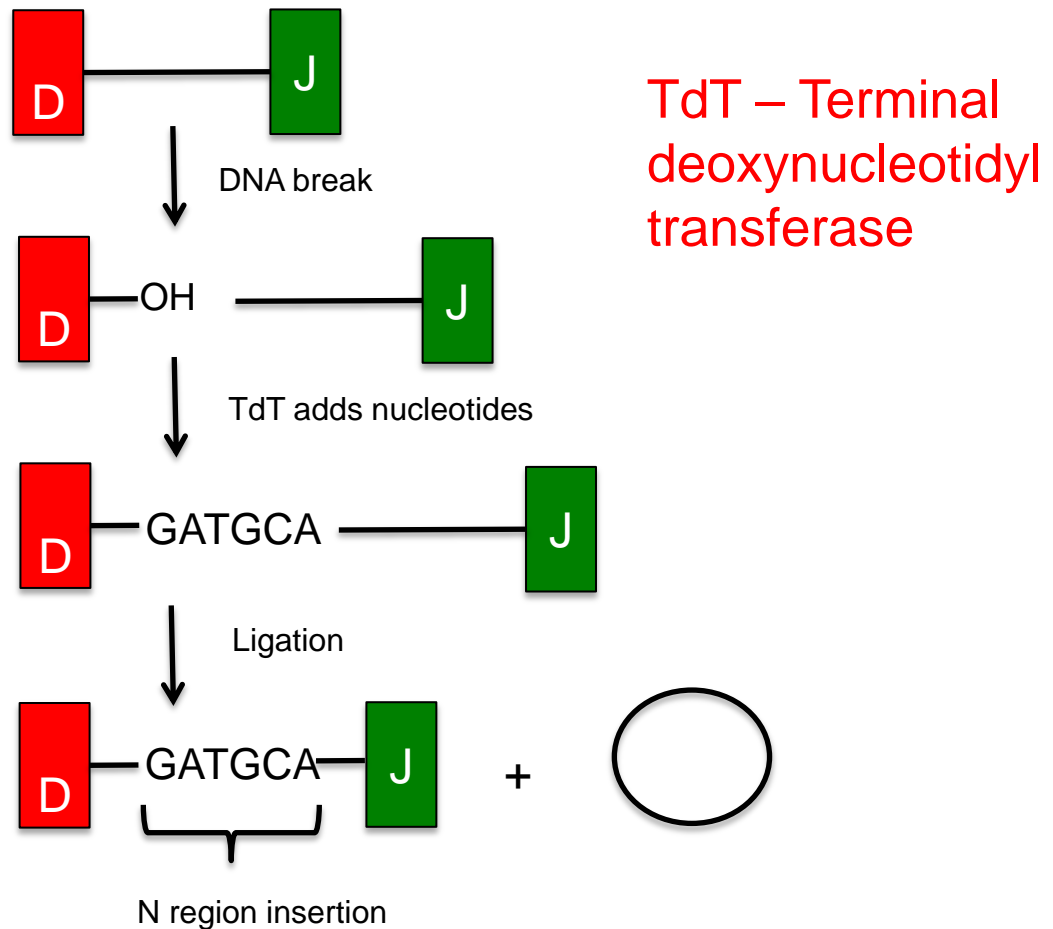 D J
TdT – Terminal
deoxynucleotidyl
transferase
DNA break
D OH J
TdT adds nucleotides
D GATGCA J
Ligation
D GATGCA J +
N region insertion